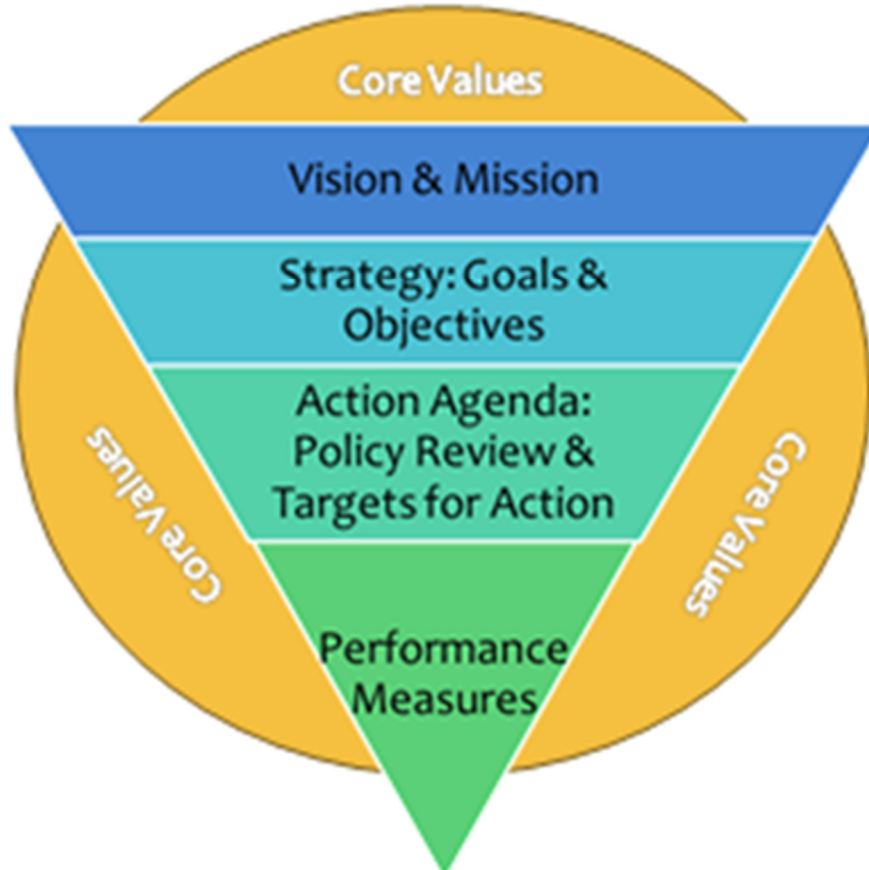 Core Values
Vision & Mission
Strategy: Goals &
Objectives
Action Agenda:
Policy Review &
Targets for Action
Core Values
Core Values
Performance
Measures